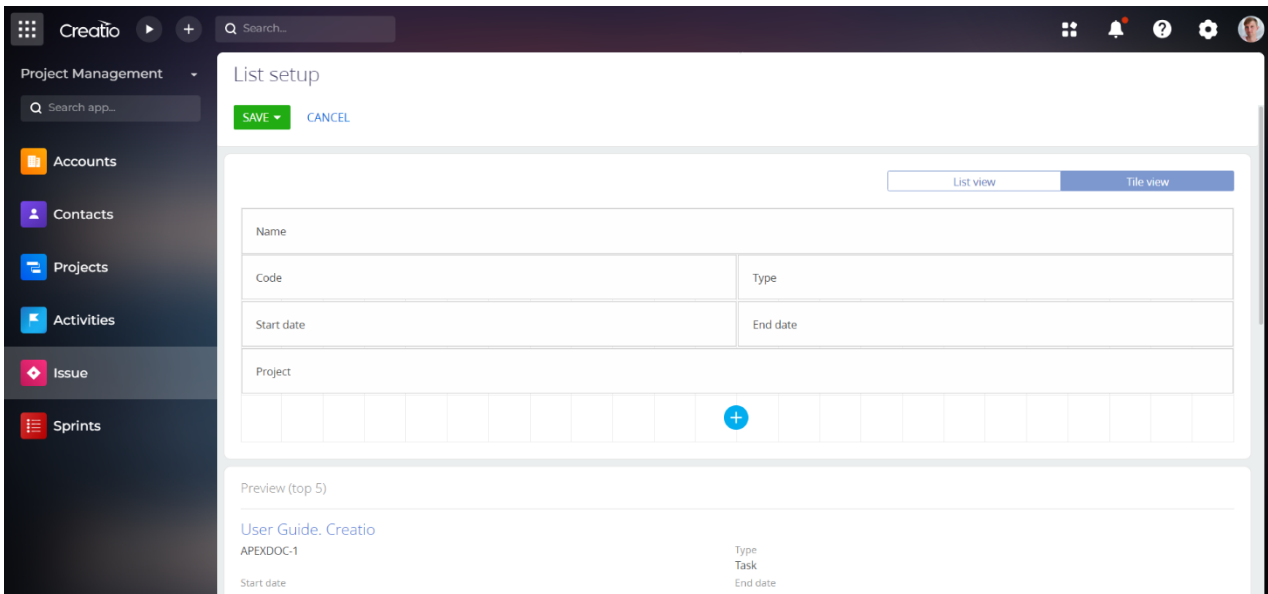 Creatio
Search...
Project Management
Search app...
Accounts
Contacts
Projects
Activities
Issue
Sprints
List setup
SAVE
CANCEL
List view
Tile view
Name
Code
Type
Start date
End date
Project
Preview (top 5)
User Guide. Creatio
APEXDOC-1
Type
Task
Start date
End date